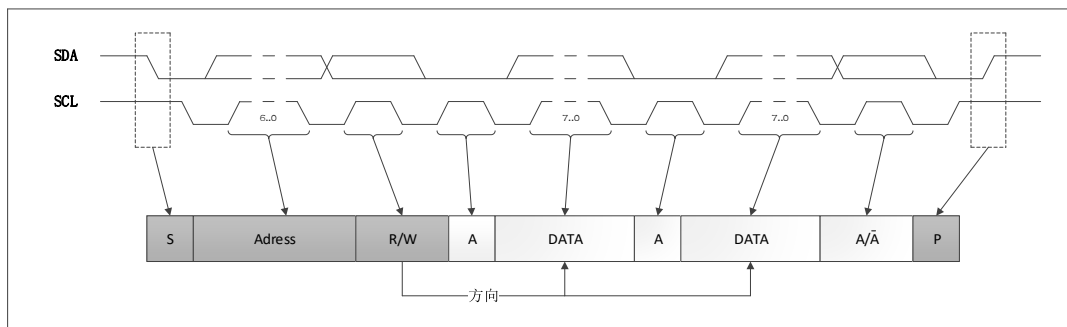 SDA
SCL
6..0
7..0
7..0
S Adress R/W A DATA A DATA A/Ā P
方向